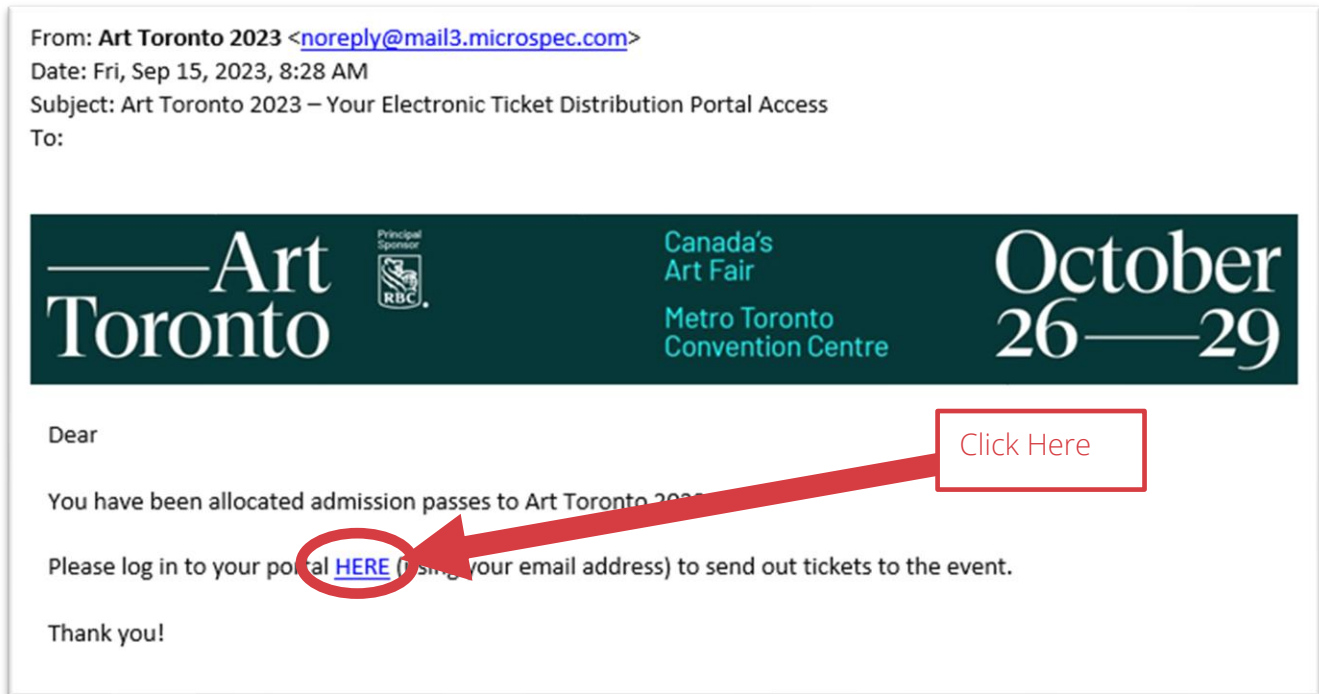 From: Art Toronto 2023 <noreply@mail3.microspec.com>
Date: Fri, Sep 15, 2023, 8:28 AM
Subject: Art Toronto 2023 – Your Electronic Ticket Distribution Portal Access
To:
Art
Toronto
Principal
Sponsor
RBC
Canada's
Art Fair
Metro Toronto
Convention Centre
October
26—29
Dear
Click Here
You have been allocated admission passes to Art Toronto 2023
Please log in to your portal HERE (using your email address) to send out tickets to the event.
Thank you!